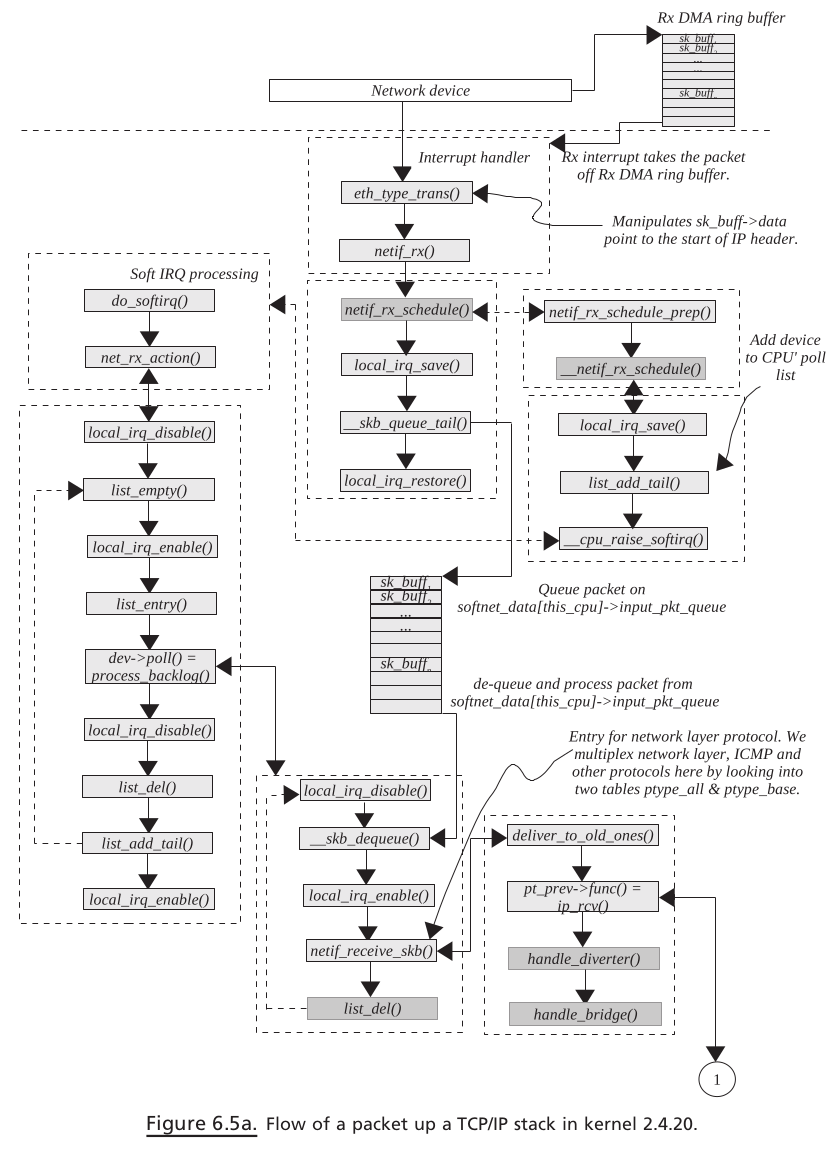 Rx DMA ring buffer
sk_buff1
sk_buff2
...
...
sk_buffn
Network device
Interrupt handler
Rx interrupt takes the packet
off Rx DMA ring buffer.
eth_type_trans()
Manipulates sk_buff->data
point to the start of IP header.
netif_rx()
Soft IRQ processing
do_softirq()
net_rx_action()
netif_rx_schedule()
local_irq_save()
__skb_queue_tail()
local_irq_restore()
netif_rx_schedule_prep()
__netif_rx_schedule()
Add device
to CPU' poll
list
local_irq_save()
list_add_tail()
__cpu_raise_softirq()
local_irq_disable()
list_empty()
local_irq_enable()
list_entry()
dev->poll() =
process_backlog()
local_irq_disable()
list_del()
list_add_tail()
local_irq_enable()
sk_buff1
sk_buff2
...
...
sk_buffn
Queue packet on
softnet_data[this_cpu]->input_pkt_queue
de-queue and process packet from
softnet_data[this_cpu]->input_pkt_queue
Entry for network layer protocol. We
multiplex network layer, ICMP and
other protocols here by looking into
two tables ptype_all & ptype_base.
local_irq_disable()
__skb_dequeue()
local_irq_enable()
netif_receive_skb()
list_del()
deliver_to_old_ones()
pt_prev->func() =
ip_rcv()
handle_diverter()
handle_bridge()
1
Figure 6.5a. Flow of a packet up a TCP/IP stack in kernel 2.4.20.